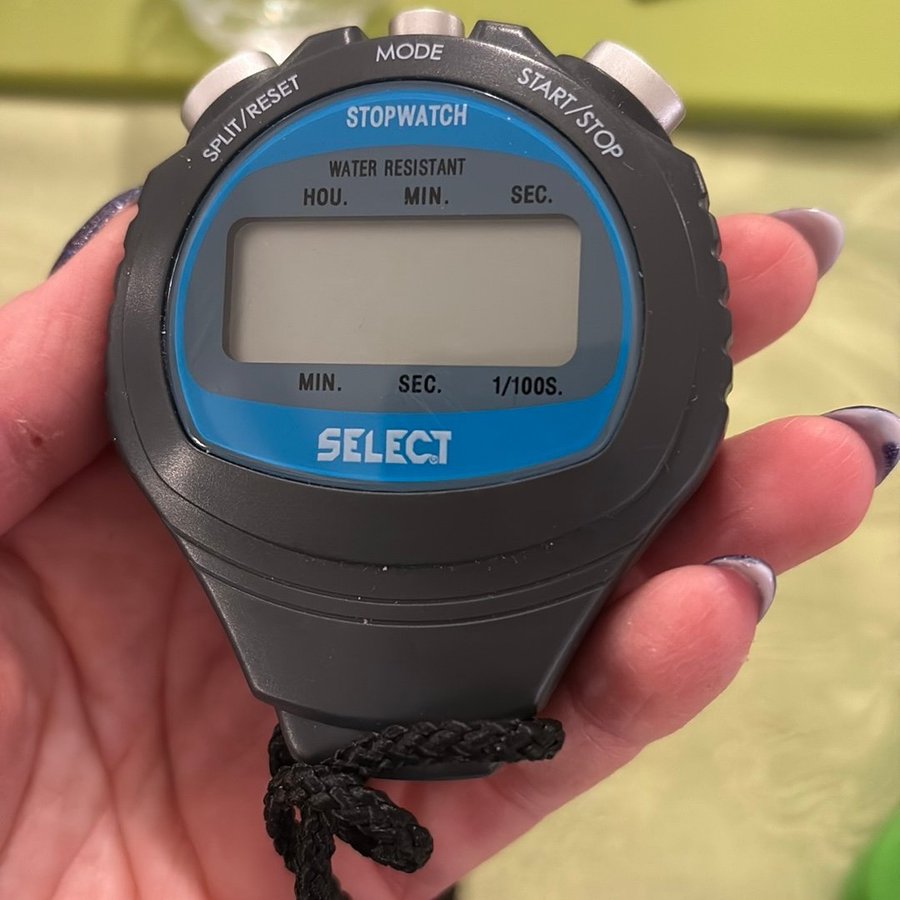 MODE
SPLIT/RESET
START/STOP
STOPWATCH
WATER RESISTANT
HOU. MIN. SEC.
MIN. SEC. 1/100S.
SELECT